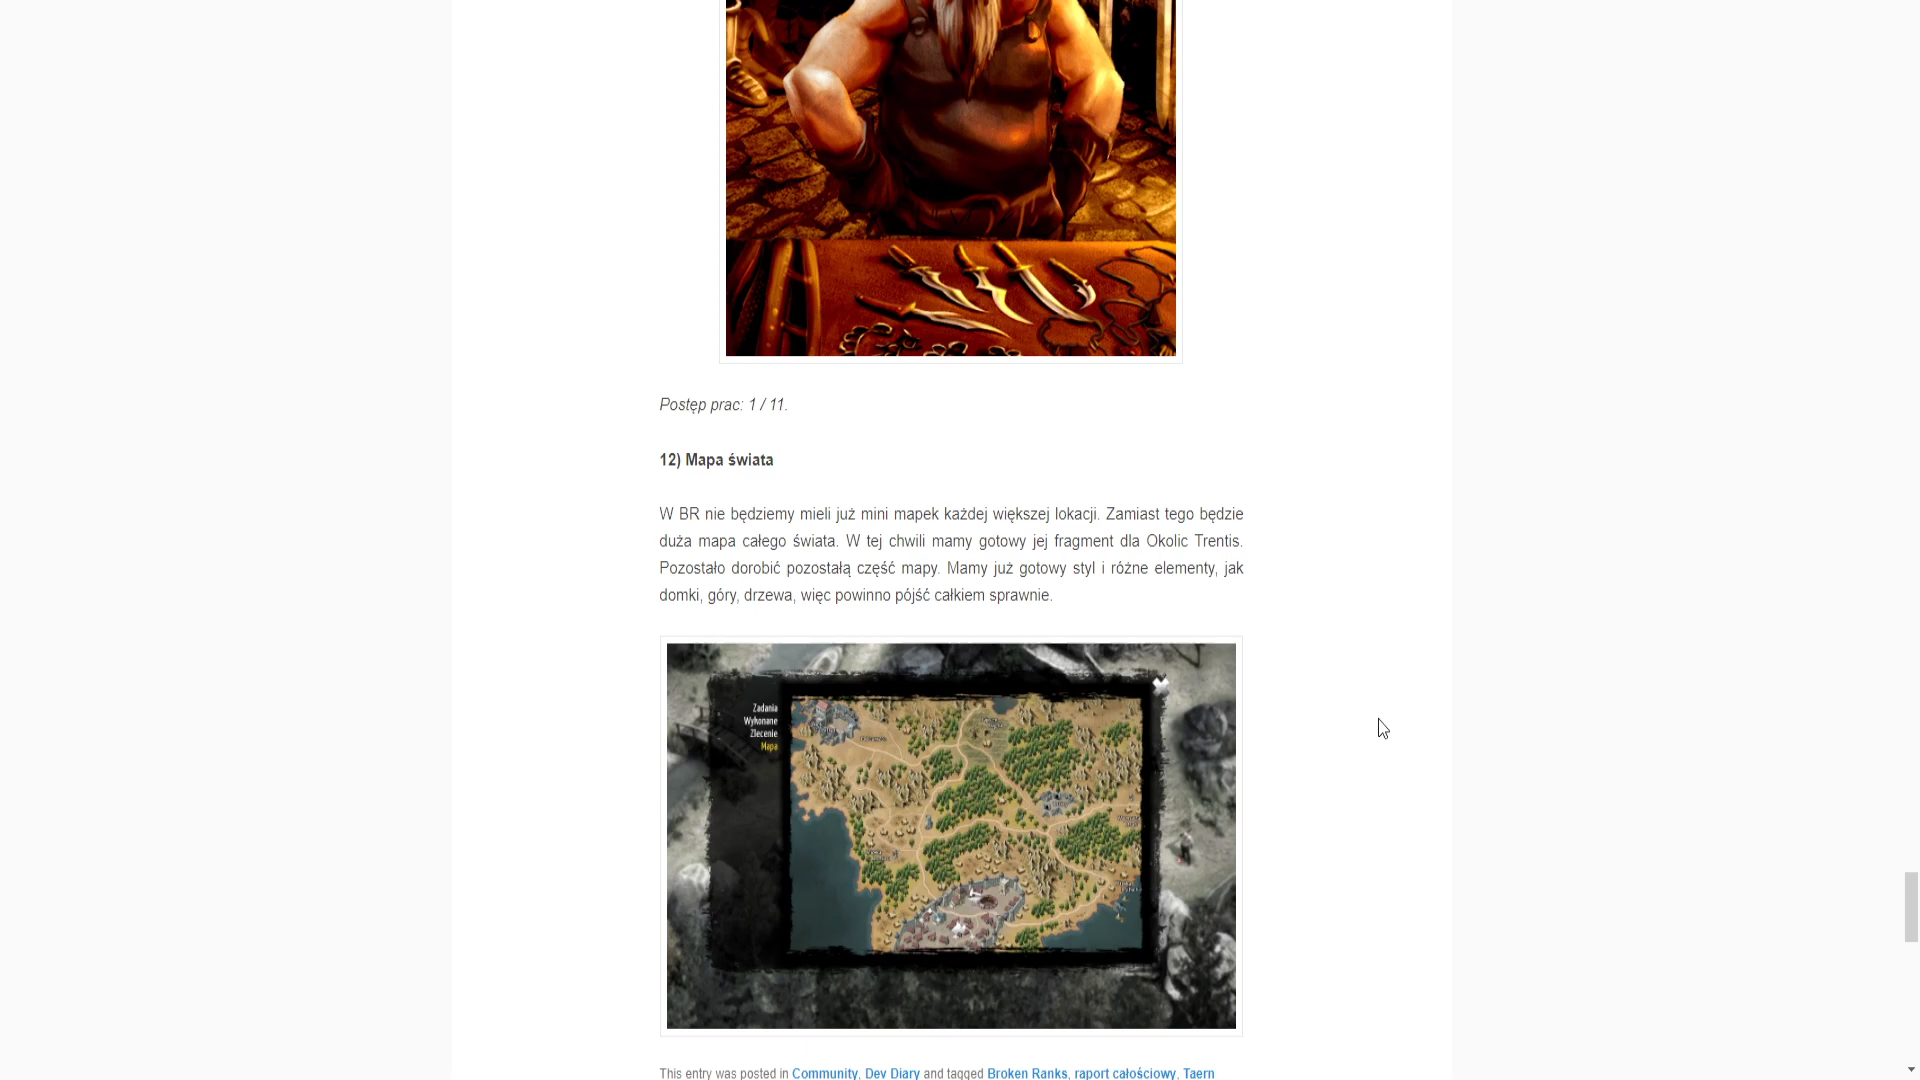 Postęp prac: 1 / 11.
12) Mapa świata
W BR nie będziemy mieli już mini mapek każdej większej lokacji. Zamiast tego będzie
duża mapa całego świata. W tej chwili mamy gotowy jej fragment dla Okolic Trentis.
Pozostało dorobić pozostałą część mapy. Mamy już gotowy styl i różne elementy, jak
domki, góry, drzewa, więc powinno pójść całkiem sprawnie.
Zadania
Wykonane
Zlecenie
Mapa
This entry was posted in Community, Dev Diary and tagged Broken Ranks, raport całościowy, Taern